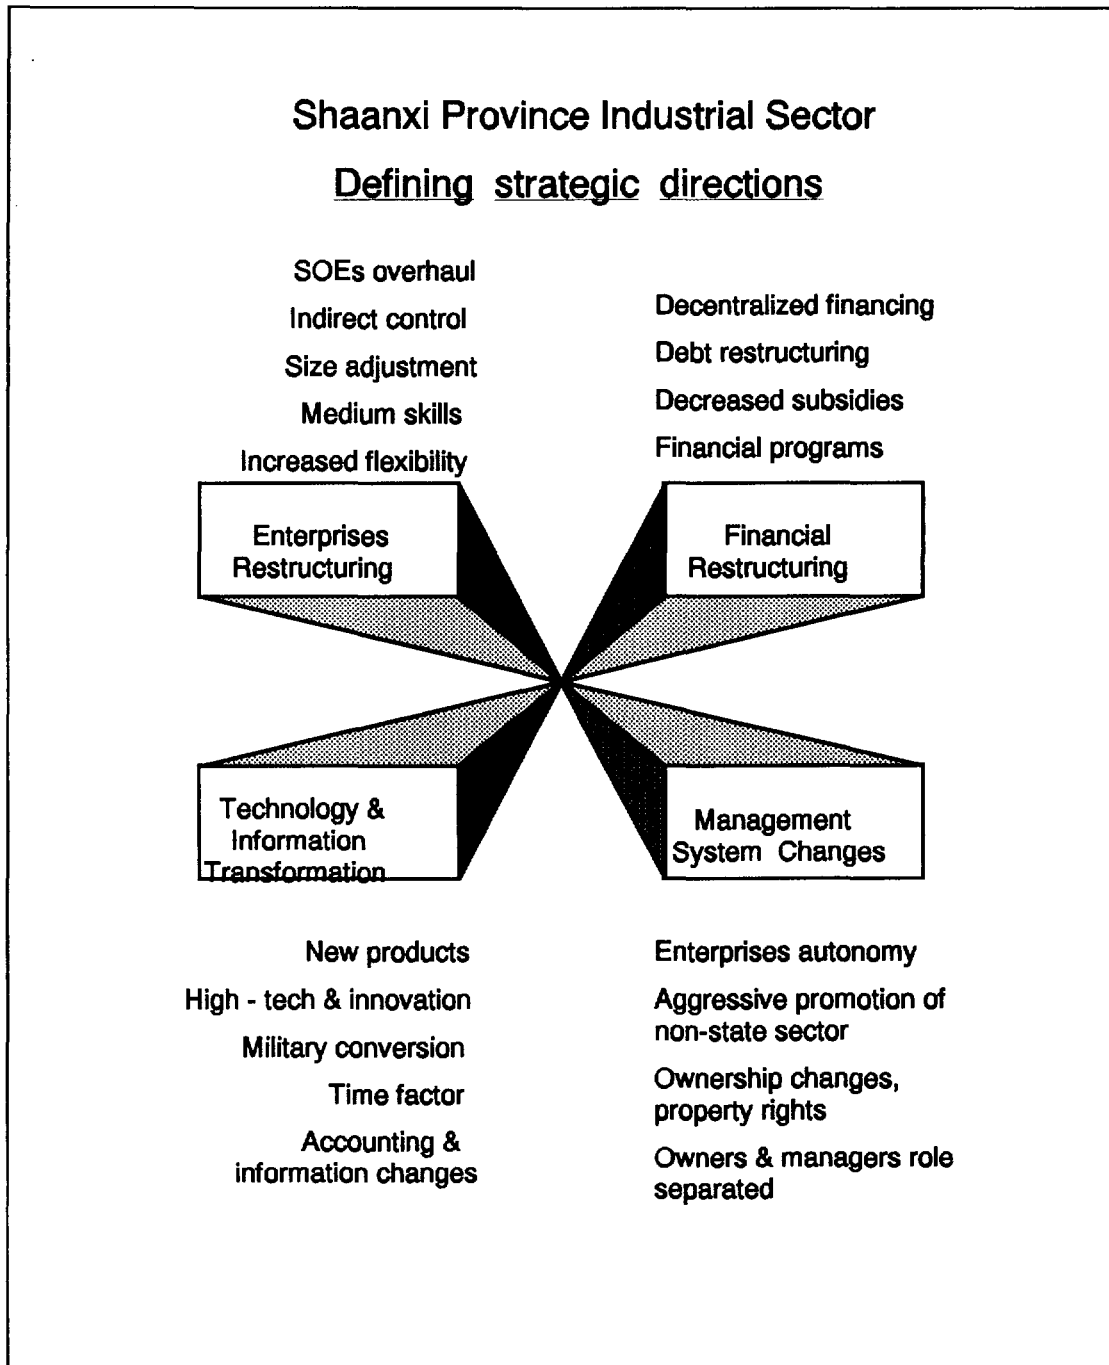 Shaanxi Province Industrial Sector
Defining strategic directions
SOEs overhaul
Indirect control
Size adjustment
Medium skills
Increased flexibility
Decentralized financing
Debt restructuring
Decreased subsidies
Financial programs
Enterprises
Restructuring
Financial
Restructuring
Technology &
Information
Transformation
Management
System Changes
New products
High - tech & innovation
Military conversion
Time factor
Accounting &
information changes
Enterprises autonomy
Aggressive promotion of
non-state sector
Ownership changes,
property rights
Owners & managers role
separated